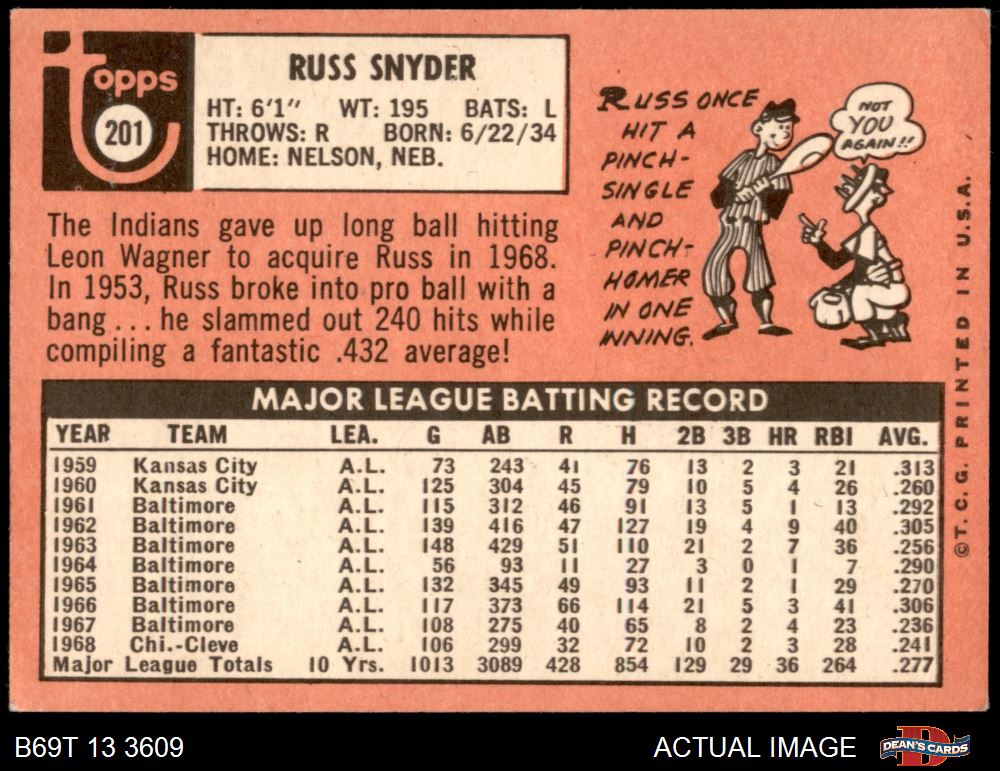 topps
201
RUSS SNYDER
HT: 6'1" WT: 195 BATS: L
THROWS: R BORN: 6/22/34
HOME: NELSON, NEB.
The Indians gave up long ball hitting
Leon Wagner to acquire Russ in 1968.
In 1953, Russ broke into pro ball with a
bang... he slammed out 240 hits while
compiling a fantastic .432 average!
RUSS ONCE
HIT A
PINCH-
SINGLE
AND
PINCH-
HOMER
IN ONE
INNING.
NOT
YOU
AGAIN!!
©T.C.G. PRINTED IN U.S.A.
MAJOR LEAGUE BATTING RECORD
YEAR TEAM LEA. G AB R H 2B 3B HR RBI AVG.
1959 Kansas City A.L. 73 243 41 76 13 2 3 21 .313
1960 Kansas City A.L. 125 304 45 79 10 5 4 26 .260
1961 Baltimore A.L. 115 312 46 91 13 5 1 13 .292
1962 Baltimore A.L. 139 416 47 127 19 4 9 40 .305
1963 Baltimore A.L. 148 429 51 110 21 2 7 36 .256
1964 Baltimore A.L. 56 93 11 27 3 0 1 7 .290
1965 Baltimore A.L. 132 345 49 93 11 2 1 29 .270
1966 Baltimore A.L. 117 373 66 114 21 5 3 41 .306
1967 Baltimore A.L. 108 275 40 65 8 2 4 23 .236
1968 Chi.-Cleve A.L. 106 299 32 72 10 2 3 28 .241
Major League Totals 10 Yrs. 1013 3089 428 854 129 29 36 264 .277
B69T 13 3609
ACTUAL IMAGE
DEAN'S CARDS